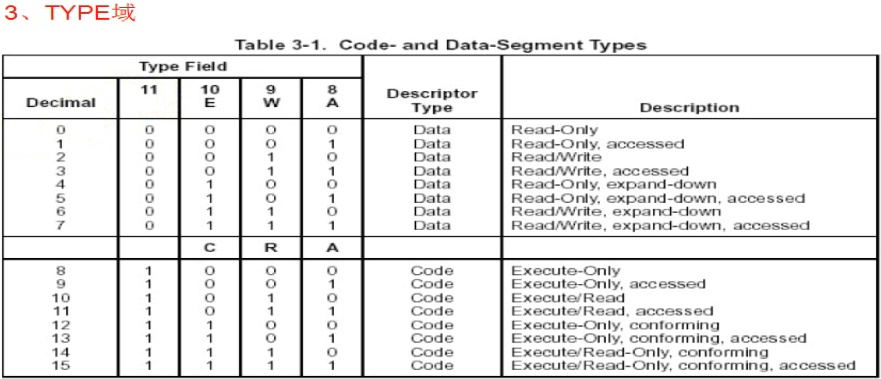 3、TYPE域
Table 3-1. Code- and Data-Segment Types
Type Field Descriptor Type Description
Decimal 11 10 E 9 W 8 A
0 0 0 0 0 Data Read-Only
1 0 0 0 1 Data Read-Only, accessed
2 0 0 1 0 Data Read/Write
3 0 0 1 1 Data Read/Write, accessed
4 0 1 0 0 Data Read-Only, expand-down
5 0 1 0 1 Data Read-Only, expand-down, accessed
6 0 1 1 0 Data Read/Write, expand-down
7 0 1 1 1 Data Read/Write, expand-down, accessed
C R A
8 1 0 0 0 Code Execute-Only
9 1 0 0 1 Code Execute-Only, accessed
10 1 0 1 0 Code Execute/Read
11 1 0 1 1 Code Execute/Read, accessed
12 1 1 0 0 Code Execute-Only, conforming
13 1 1 0 1 Code Execute-Only, conforming, accessed
14 1 1 1 0 Code Execute/Read-Only, conforming
15 1 1 1 1 Code Execute/Read-Only, conforming, accessed